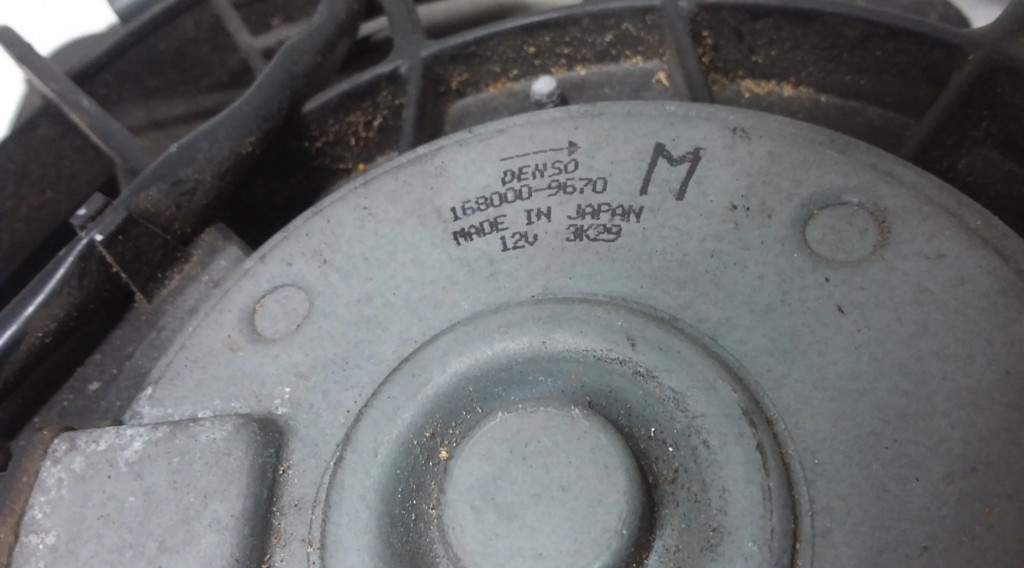 DENSO
M
168000-9670
MADE IN JAPAN
12V 3K29